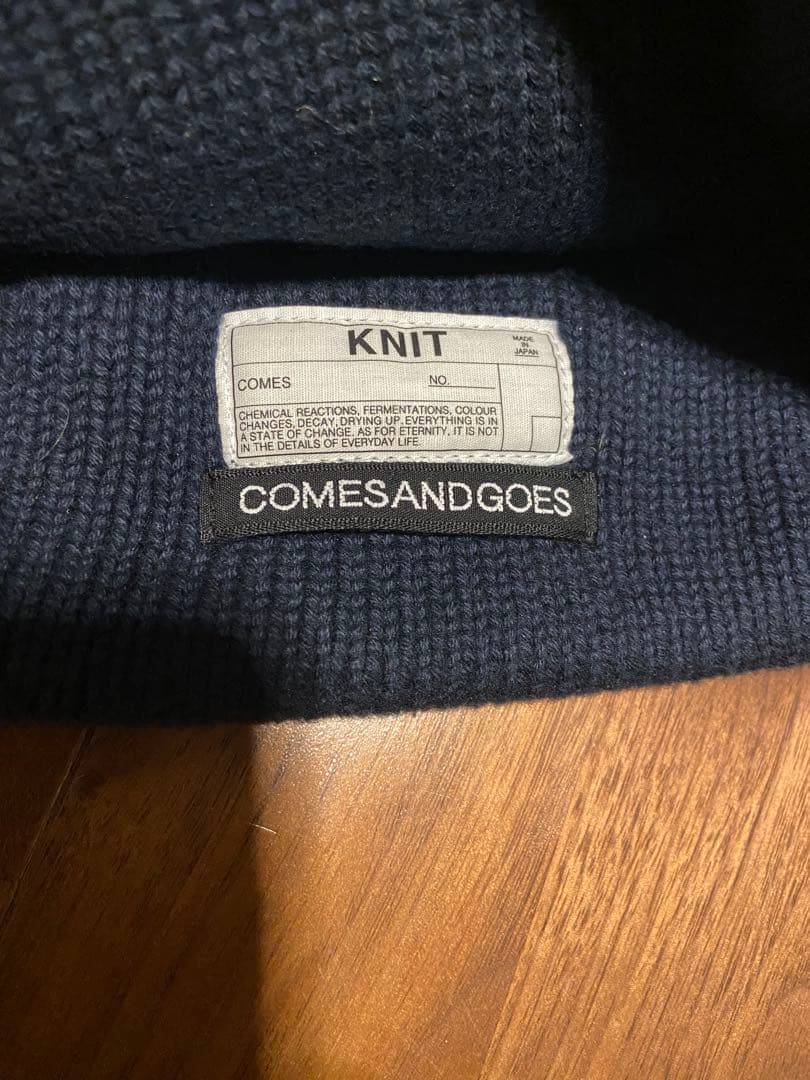 KNIT
MADE
IN
JAPAN
COMES
NO.
CHEMICAL REACTIONS, FERMENTATIONS, COLOUR
CHANGES, DECAY, DRYING UP. EVERYTHING IS IN
A STATE OF CHANGE. AS FOR ETERNITY, IT IS NOT
IN THE DETAILS OF EVERYDAY LIFE.
COMESANDGOES